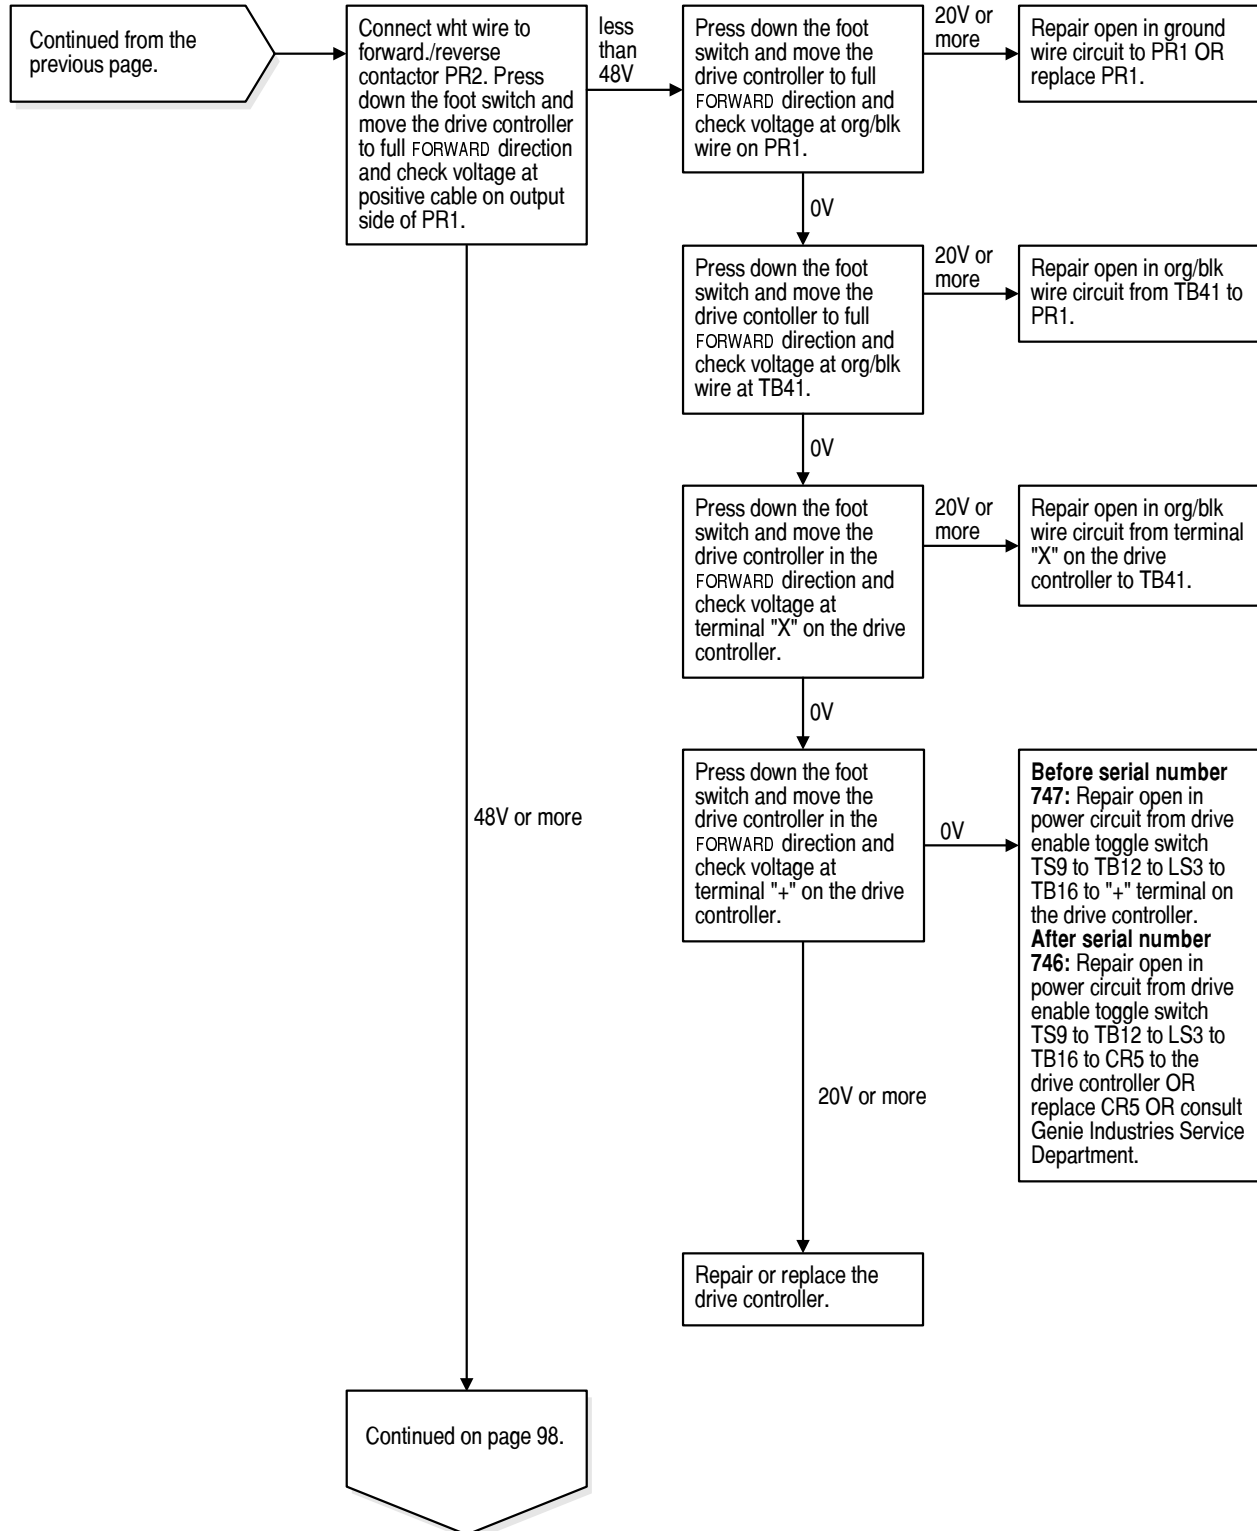 Continued from the
previous page.
Connect wht wire to
forward./reverse
contactor PR2. Press
down the foot switch and
move the drive controller
to full FORWARD direction
and check voltage at
positive cable on output
side of PR1.
less
than
48V
Press down the foot
switch and move the
drive controller to full
FORWARD direction and
check voltage at org/blk
wire on PR1.
20V or
more
Repair open in ground
wire circuit to PR1 OR
replace PR1.
0V
Press down the foot
switch and move the
drive contoller to full
FORWARD direction and
check voltage at org/blk
wire at TB41.
20V or
more
Repair open in org/blk
wire circuit from TB41 to
PR1.
0V
Press down the foot
switch and move the
drive controller in the
FORWARD direction and
check voltage at
terminal "X" on the drive
controller.
20V or
more
Repair open in org/blk
wire circuit from terminal
"X" on the drive
controller to TB41.
0V
Press down the foot
switch and move the
drive controller in the
FORWARD direction and
check voltage at
terminal "+" on the drive
controller.
0V
Before serial number
747: Repair open in
power circuit from drive
enable toggle switch
TS9 to TB12 to LS3 to
TB16 to "+" terminal on
the drive controller.
After serial number
746: Repair open in
power circuit from drive
enable toggle switch
TS9 to TB12 to LS3 to
TB16 to CR5 to the
drive controller OR
replace CR5 OR consult
Genie Industries Service
Department.
48V or more
20V or more
Repair or replace the
drive controller.
Continued on page 98.